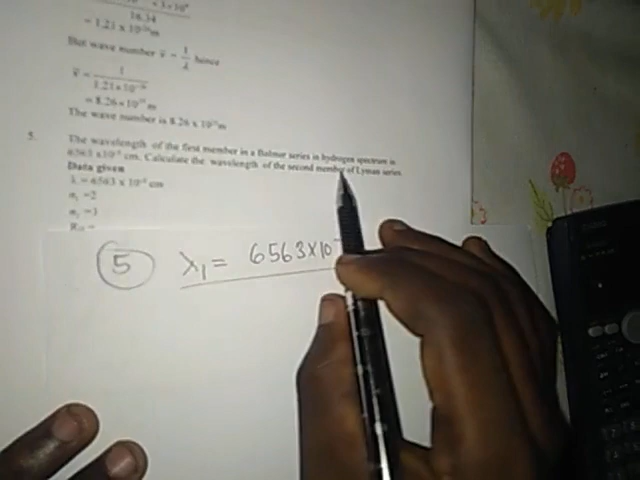 16.34
= 1.21 x 10
But wave number v̄ = 1/λ hence
v̄ = 1
1.21 x 10
= 8.26 x 10
The wave number is 8.26 x 10
5. The wavelength of the first member in a Balmer series in hydrogen spectrum is
6563 x10 cm. Calculate the wavelength of the second member of Lyman series
Data given
λ = 6563 x 10 cm
n =2
n =3
5 λ1 = 6563x10